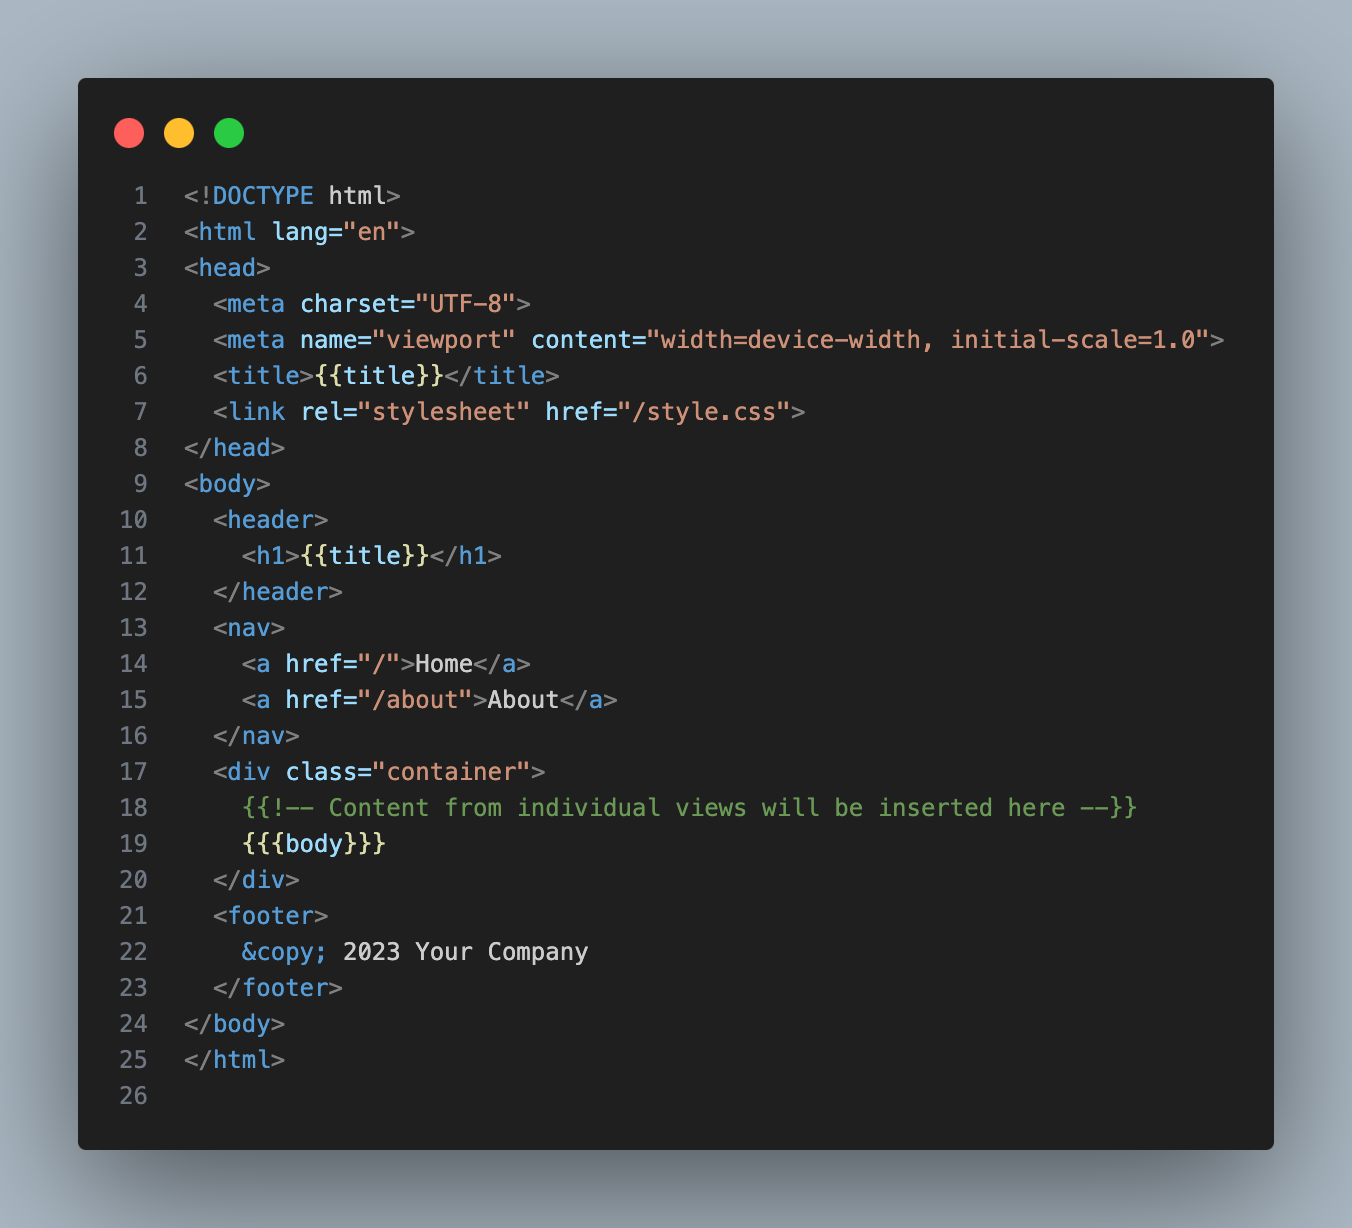 1 <!DOCTYPE html>
2 <html lang="en">
3 <head>
4   <meta charset="UTF-8">
5   <meta name="viewport" content="width=device-width, initial-scale=1.0">
6   <title>{{title}}</title>
7   <link rel="stylesheet" href="/style.css">
8 </head>
9 <body>
10   <header>
11     <h1>{{title}}</h1>
12   </header>
13   <nav>
14     <a href="/">Home</a>
15     <a href="/about">About</a>
16   </nav>
17   <div class="container">
18     {{!-- Content from individual views will be inserted here --}}
19     {{{body}}}
20   </div>
21   <footer>
22     &copy; 2023 Your Company
23   </footer>
24 </body>
25 </html>
26